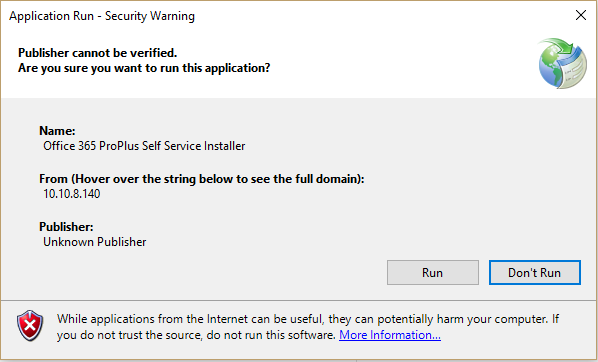 Application Run - Security Warning
Publisher cannot be verified.
Are you sure you want to run this application?
Name:
Office 365 ProPlus Self Service Installer
From (Hover over the string below to see the full domain):
10.10.8.140
Publisher:
Unknown Publisher
Run
Don't Run
While applications from the Internet can be useful, they can potentially harm your computer. If
you do not trust the source, do not run this software. More Information...